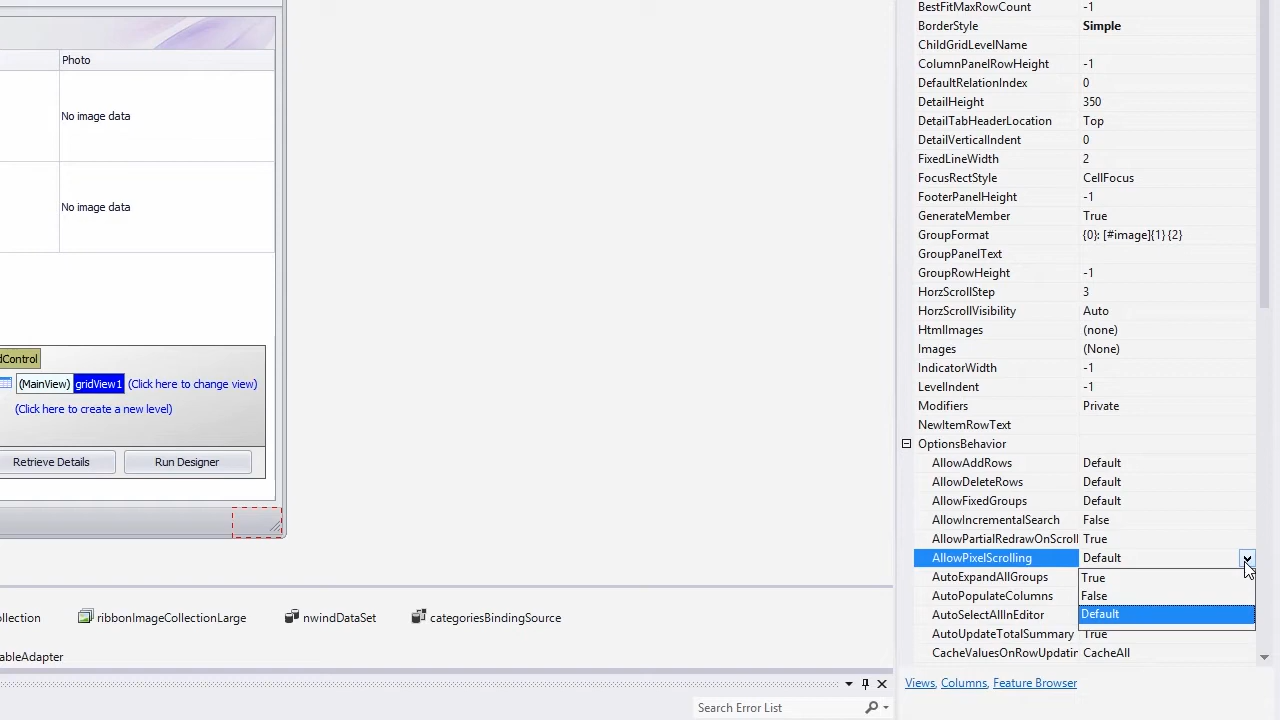 Photo
No image data
No image data
dControl
(MainView) gridView1 (Click here to change view)
(Click here to create a new level)
Retrieve Details Run Designer
llection ribbonImageCollectionLarge nwindDataSet categoriesBindingSource
ableAdapter
Search Error List
BestFitMaxRowCount -1
BorderStyle Simple
ChildGridLevelName
ColumnPanelRowHeight -1
DefaultRelationIndex 0
DetailHeight 350
DetailTabHeaderLocation Top
DetailVerticalIndent 0
FixedLineWidth 2
FocusRectStyle CellFocus
FooterPanelHeight -1
GenerateMember True
GroupFormat {0}: [#image]{1} {2}
GroupPanelText
GroupRowHeight -1
HorzScrollStep 3
HorzScrollVisibility Auto
HtmlImages (none)
Images (None)
IndicatorWidth -1
LevelIndent -1
Modifiers Private
NewItemRowText
OptionsBehavior
AllowAddRows Default
AllowDeleteRows Default
AllowFixedGroups Default
AllowIncrementalSearch False
AllowPartialRedrawOnScroll True
AllowPixelScrolling Default
AutoExpandAllGroups True
AutoPopulateColumns False
AutoSelectAllInEditor Default
AutoUpdateTotalSummary True
CacheValuesOnRowUpdatin CacheAll
Views, Columns, Feature Browser